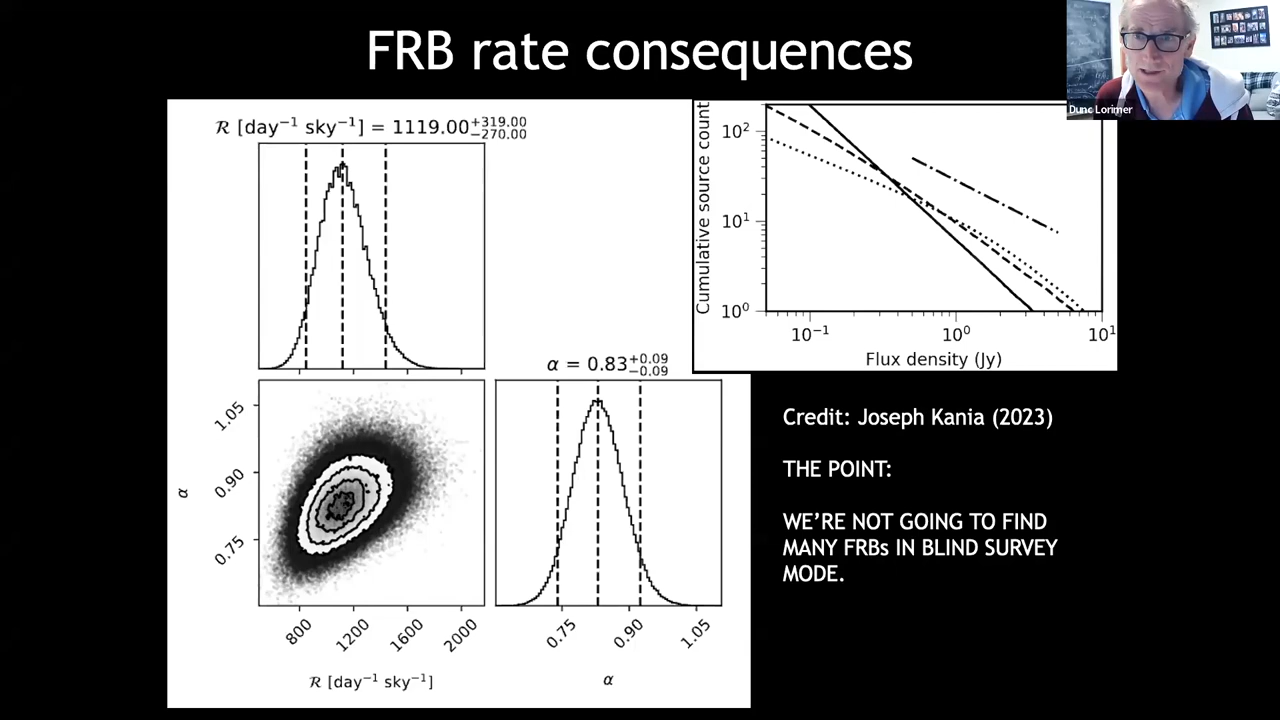 FRB rate consequences
Dunc Lorimer
R [day⁻¹ sky⁻¹] = 1119.00 +319.00 −270.00
Cumulative source count
10²
10¹
10⁰
10⁻¹ 10⁰ 10¹
Flux density (Jy)
α = 0.83 +0.09 −0.09
α
1.05
0.90
0.75
800 1200 1600 2000
R [day⁻¹ sky⁻¹]
0.75 0.90 1.05
α
Credit: Joseph Kania (2023)
THE POINT:
WE’RE NOT GOING TO FIND
MANY FRBs IN BLIND SURVEY
MODE.